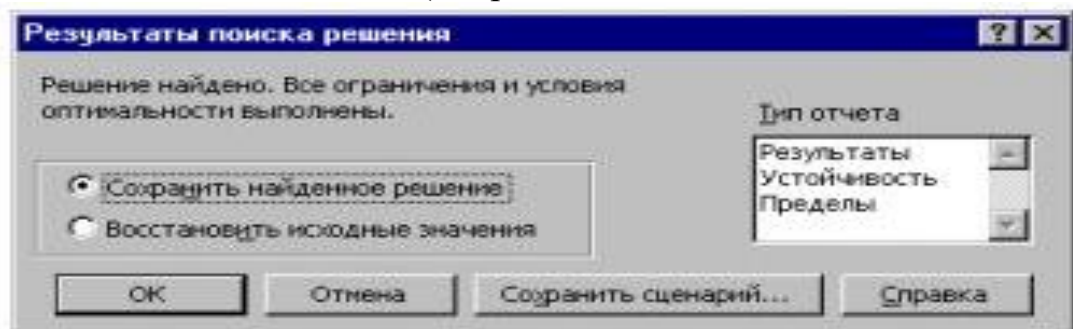 Результаты поиска решения
Решение найдено. Все ограничения и условия
оптимальности выполнены.
Тип отчета
Результаты
Устойчивость
Пределы
Сохранить найденное решение
Восстановить исходные значения
ОК
Отмена
Сохранить сценарий...
Справка